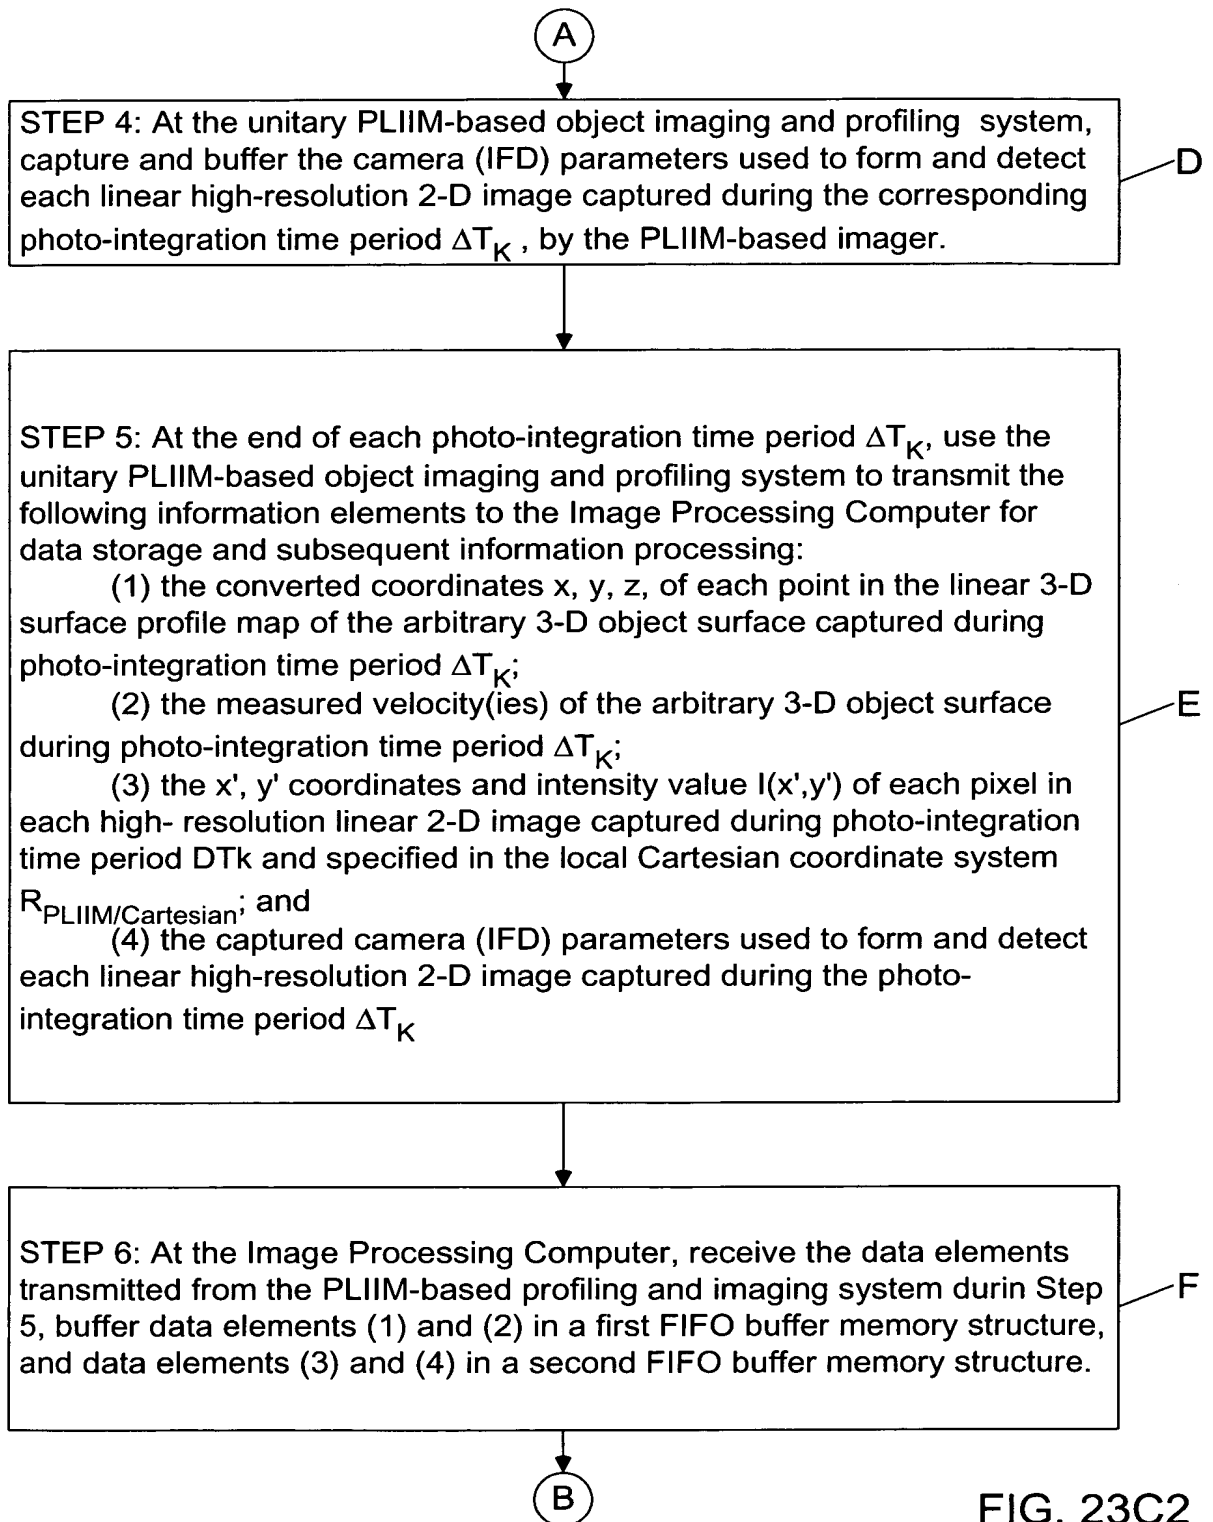 A
STEP 4: At the unitary PLIIM-based object imaging and profiling system,
capture and buffer the camera (IFD) parameters used to form and detect
each linear high-resolution 2-D image captured during the corresponding
photo-integration time period ΔT_K , by the PLIIM-based imager.
D
STEP 5: At the end of each photo-integration time period ΔT_K, use the
unitary PLIIM-based object imaging and profiling system to transmit the
following information elements to the Image Processing Computer for
data storage and subsequent information processing:
(1) the converted coordinates x, y, z, of each point in the linear 3-D
surface profile map of the arbitrary 3-D object surface captured during
photo-integration time period ΔT_K;
(2) the measured velocity(ies) of the arbitrary 3-D object surface
during photo-integration time period ΔT_K;
(3) the x', y' coordinates and intensity value I(x',y') of each pixel in
each high- resolution linear 2-D image captured during photo-integration
time period DTk and specified in the local Cartesian coordinate system
R_PLIIM/Cartesian; and
(4) the captured camera (IFD) parameters used to form and detect
each linear high-resolution 2-D image captured during the photo-
integration time period ΔT_K
E
STEP 6: At the Image Processing Computer, receive the data elements
transmitted from the PLIIM-based profiling and imaging system durin Step
5, buffer data elements (1) and (2) in a first FIFO buffer memory structure,
and data elements (3) and (4) in a second FIFO buffer memory structure.
F
B
FIG. 23C2